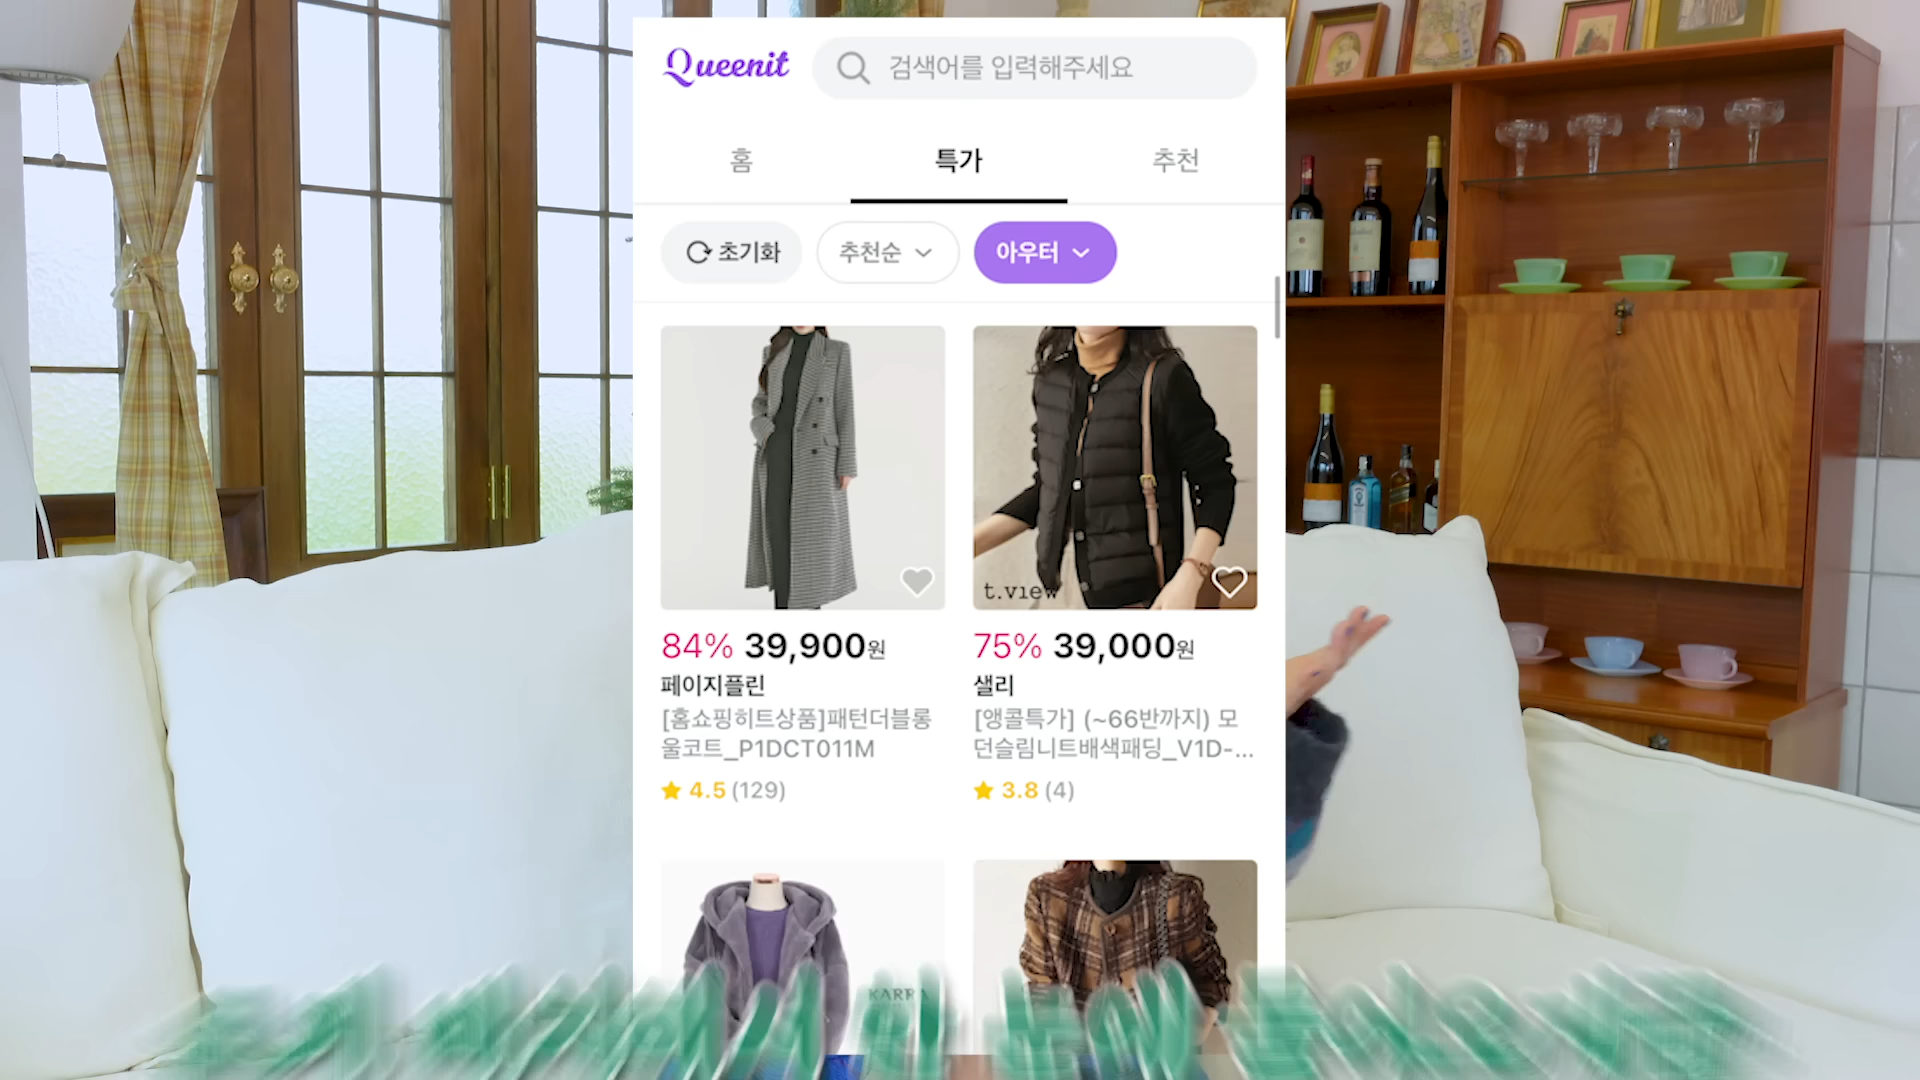 Queenit
검색어를 입력해주세요
홈
특가
추천
초기화
추천순
아우터
t.view
84% 39,900원
페이지플린
[홈쇼핑히트상품]패턴더블롱
울코트_P1DCT011M
4.5 (129)
75% 39,000원
샐리
[앵콜특가] (~66반까지) 모
던슬림니트배색패딩_V1D-...
3.8 (4)